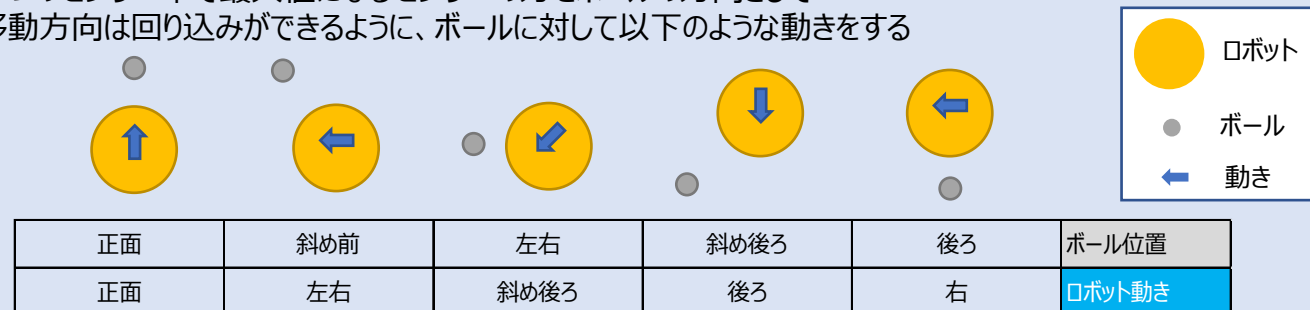 移動方向は回り込みができるように、ボールに対して以下のような動きをする
ロボット
ボール
動き
正面 斜め前 左右 斜め後ろ 後ろ ボール位置
正面 左右 斜め後ろ 後ろ 右 ロボット動き